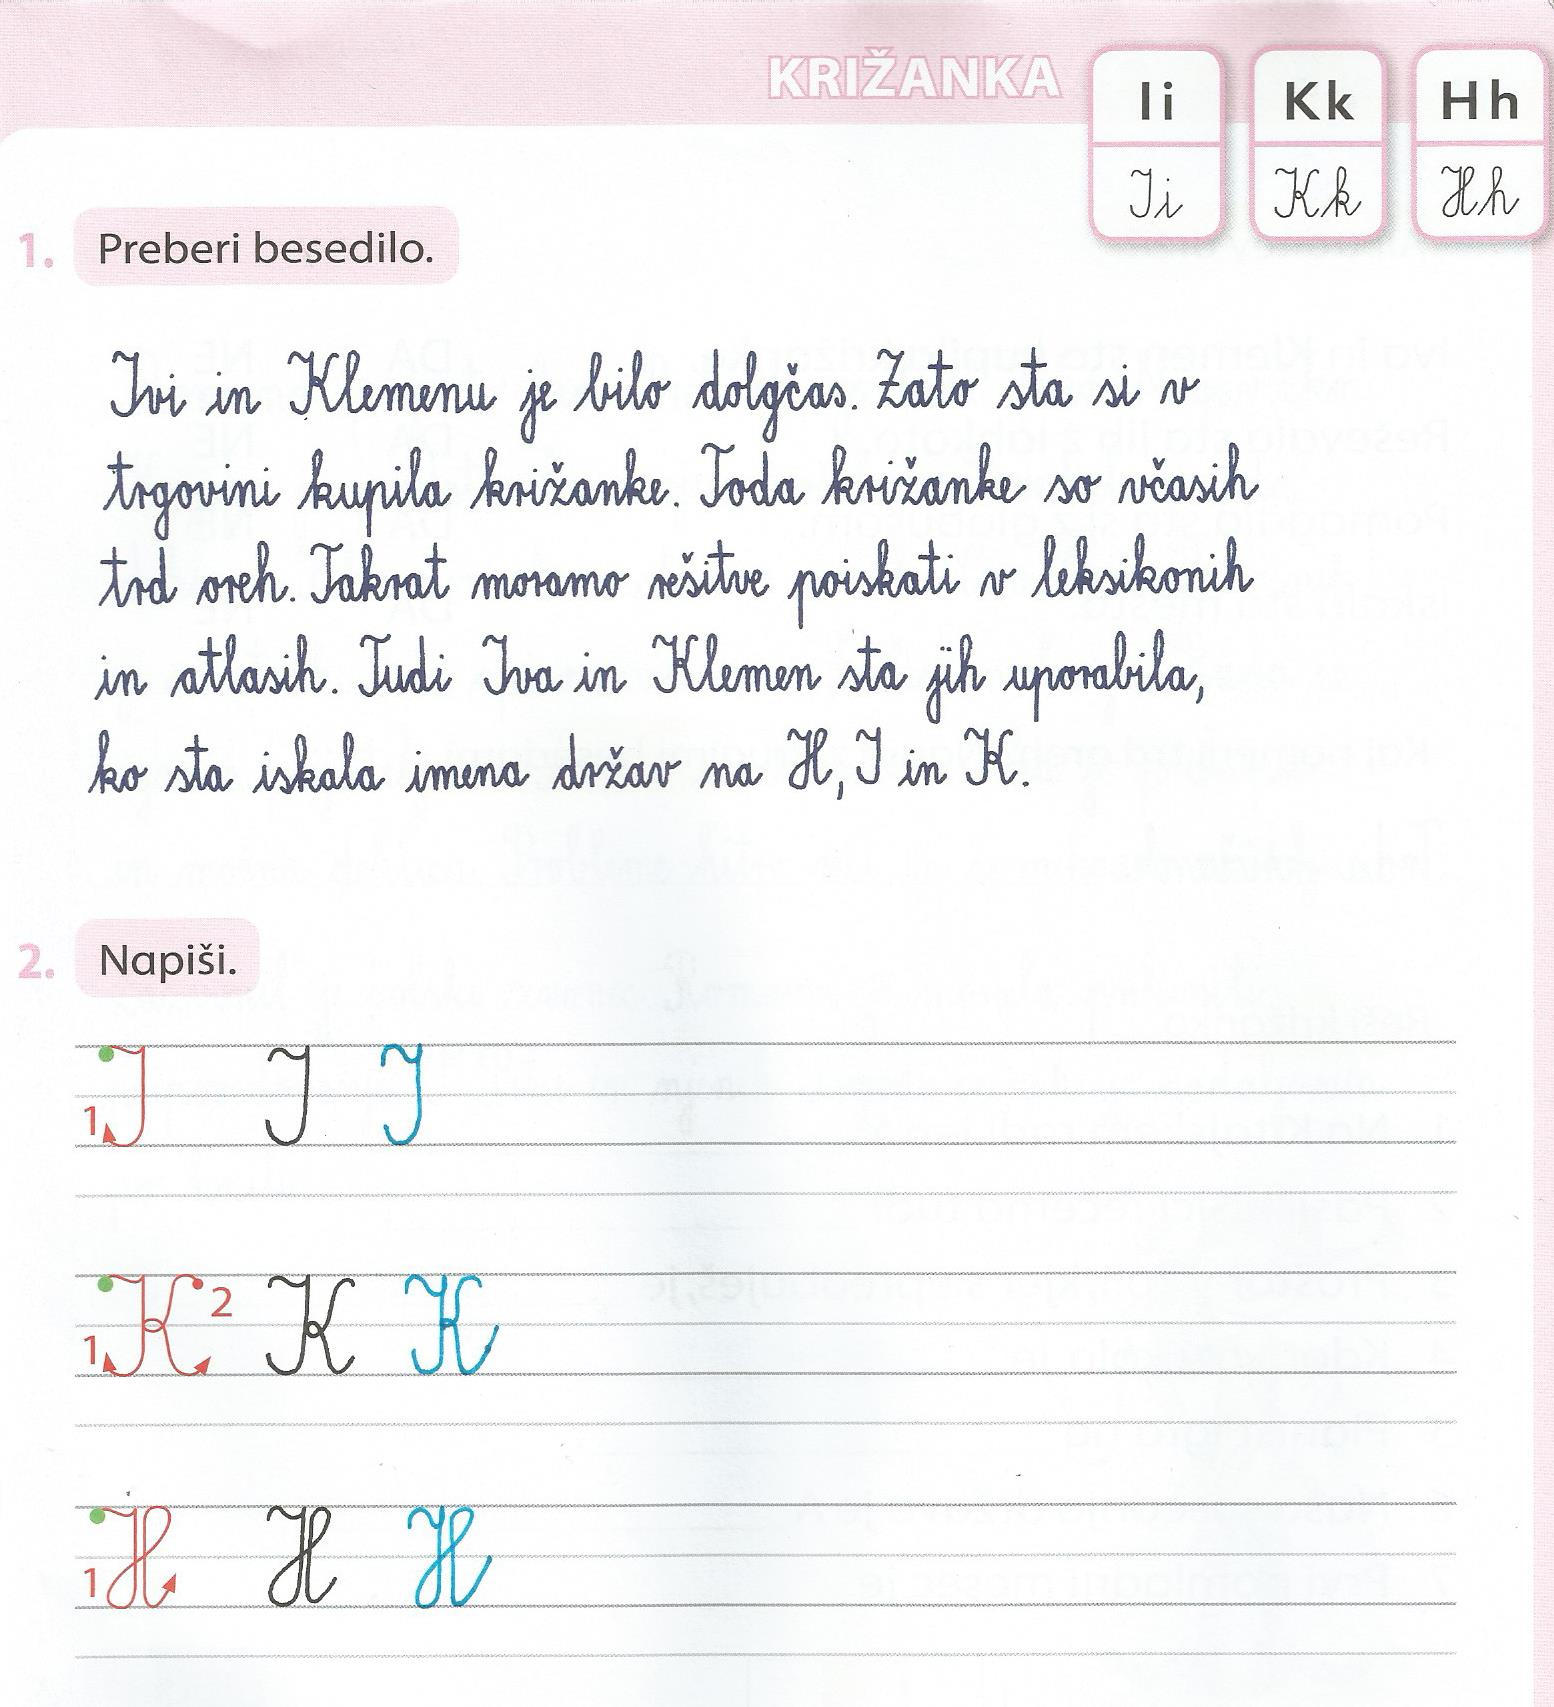 KRIŽANKA
Ii Kk Hh
Ii Kk Hh
1. Preberi besedilo.
Ivi in Klemenu je bilo dolgčas. Zato sta si v
trgovini kupila križanke. Toda križanke so včasih
trd oreh. Takrat moramo rešitve poiskati v leksikonih
in atlasih. Tudi Iva in Klemen sta jih uporabila,
ko sta iskala imena držav na H, I in K.
2. Napiši.
1 I I I
1 K 2 K K
1 H H H